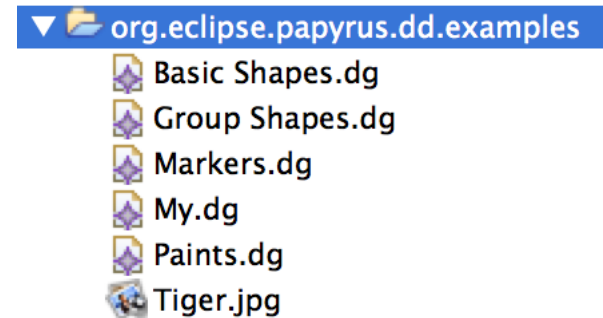 org.eclipse.papyrus.dd.examples
Basic Shapes.dg
Group Shapes.dg
Markers.dg
My.dg
Paints.dg
Tiger.jpg